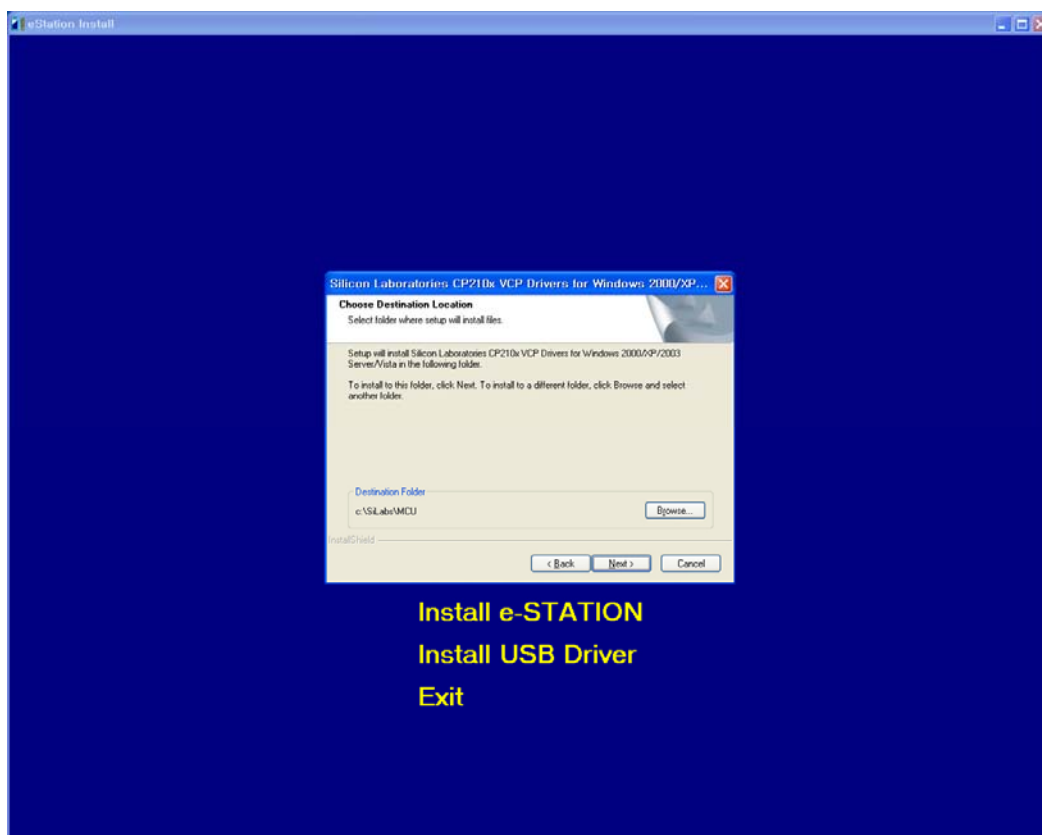 eStation Install
Silicon Laboratories CP210x VCP Drivers for Windows 2000/XP...
Choose Destination Location
Select folder where setup will install files.
Setup will install Silicon Laboratories CP210x VCP Drivers for Windows 2000/XP/2003
Server/Vista in the following folder.
To install to this folder, click Next. To install to a different folder, click Browse and select
another folder.
Destination Folder
c:\SiLabs\MCU
Browse...
InstallShield
< Back
Next >
Cancel
Install e-STATION
Install USB Driver
Exit